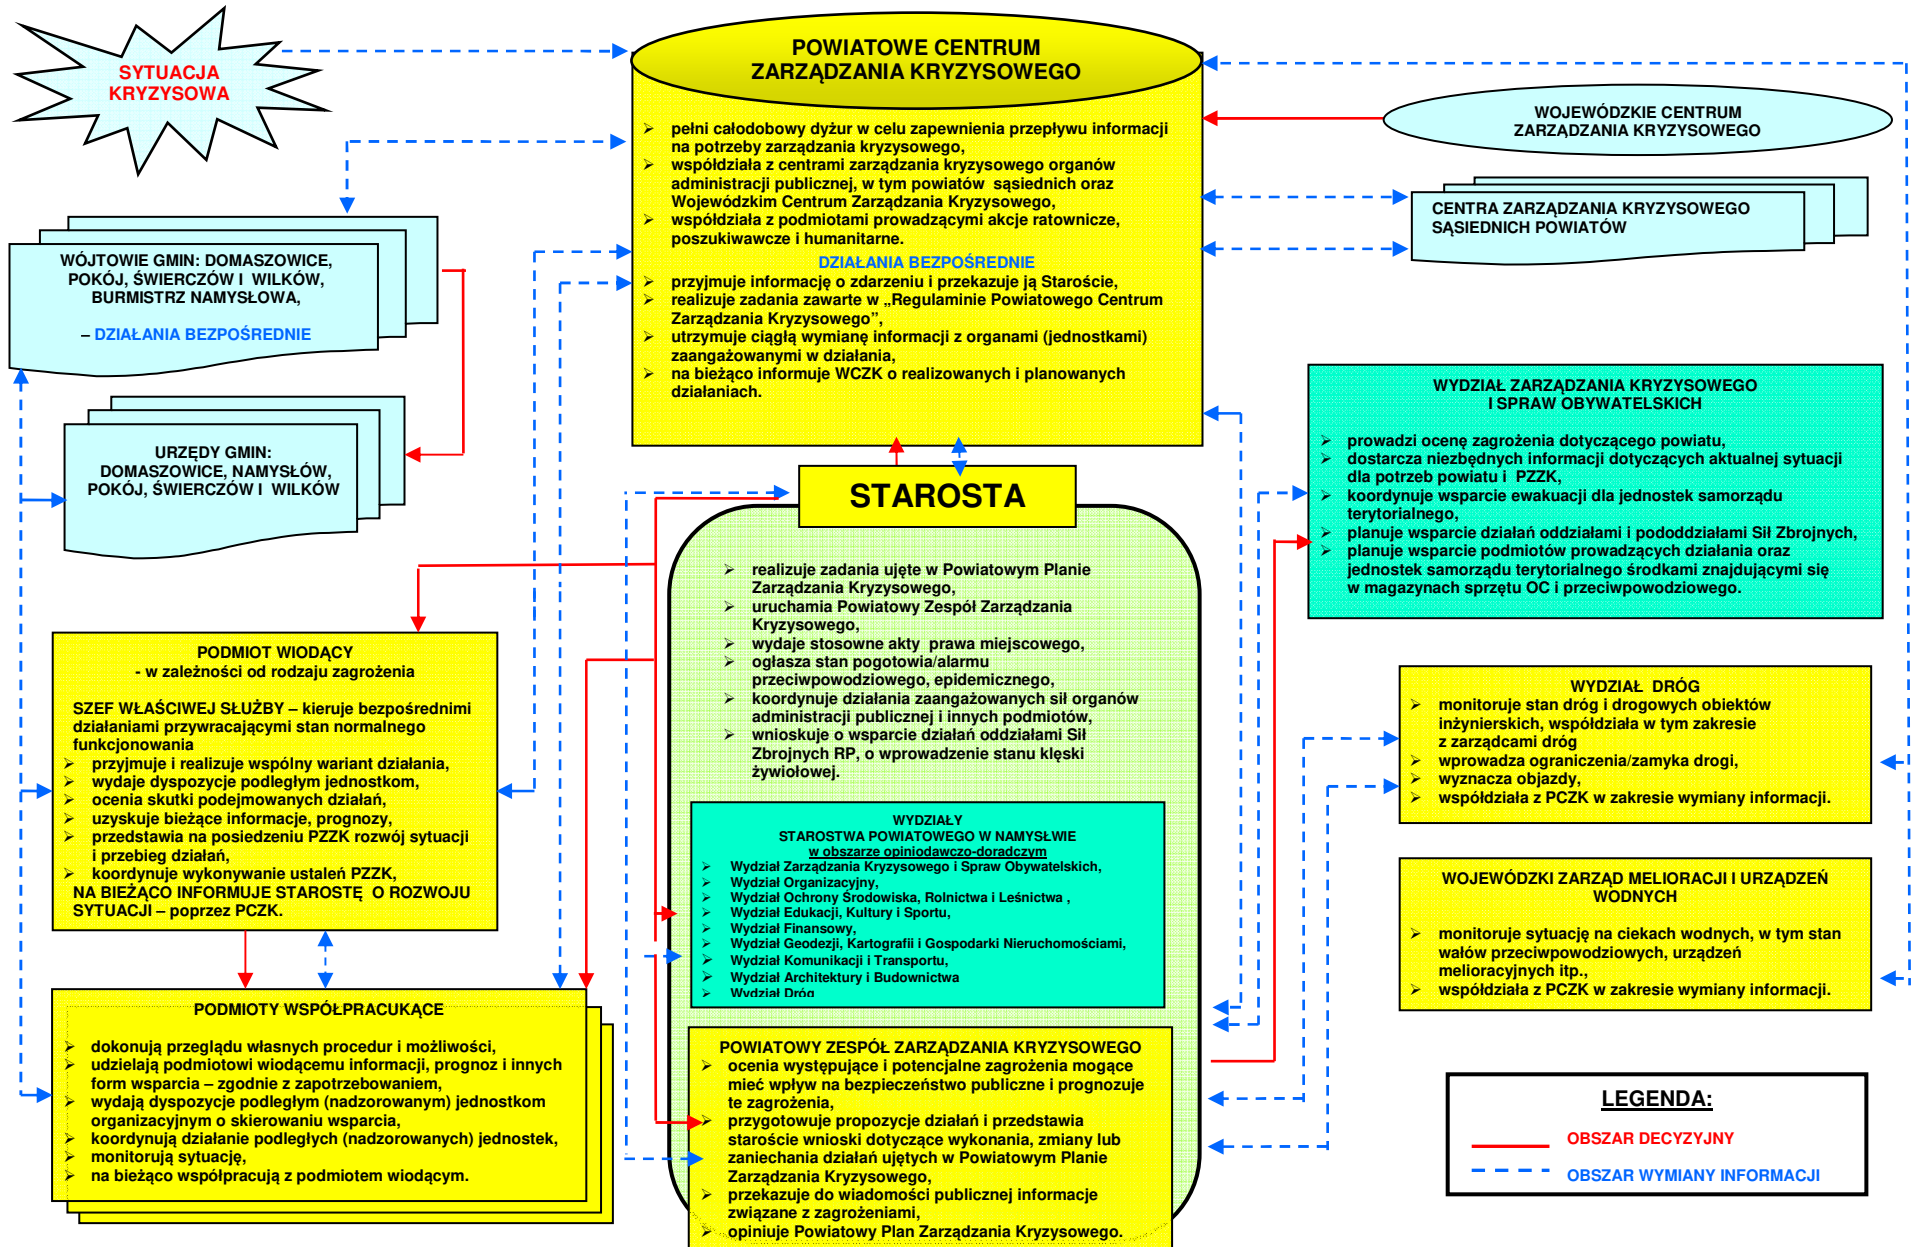 SYTUACJA
KRYZYSOWA
POWIATOWE CENTRUM
ZARZĄDZANIA KRYZYSOWEGO
pełni całodobowy dyżur w celu zapewnienia przepływu informacji
na potrzeby zarządzania kryzysowego,
współdziała z centrami zarządzania kryzysowego organów
administracji publicznej, w tym powiatów sąsiednich oraz
Wojewódzkim Centrum Zarządzania Kryzysowego,
współdziała z podmiotami prowadzącymi akcje ratownicze,
poszukiwawcze i humanitarne.
DZIAŁANIA BEZPOŚREDNIE
przyjmuje informację o zdarzeniu i przekazuje ją Staroście,
realizuje zadania zawarte w „Regulaminie Powiatowego Centrum
Zarządzania Kryzysowego”,
utrzymuje ciągłą wymianę informacji z organami (jednostkami)
zaangażowanymi w działania,
na bieżąco informuje WCZK o realizowanych i planowanych
działaniach.
WOJEWÓDZKIE CENTRUM
ZARZĄDZANIA KRYZYSOWEGO
CENTRA ZARZĄDZANIA KRYZYSOWEGO
SĄSIEDNICH POWIATÓW
WÓJTOWIE GMIN: DOMASZOWICE,
POKÓJ, ŚWIERCZÓW I WILKÓW,
BURMISTRZ NAMYSŁOWA,
– DZIAŁANIA BEZPOŚREDNIE
URZĘDY GMIN:
DOMASZOWICE, NAMYSŁÓW,
POKÓJ, ŚWIERCZÓW I WILKÓW
WYDZIAŁ ZARZĄDZANIA KRYZYSOWEGO
I SPRAW OBYWATELSKICH
prowadzi ocenę zagrożenia dotyczącego powiatu,
dostarcza niezbędnych informacji dotyczących aktualnej sytuacji
dla potrzeb powiatu i PZZK,
koordynuje wsparcie ewakuacji dla jednostek samorządu
terytorialnego,
planuje wsparcie działań oddziałami i pododdziałami Sił Zbrojnych,
planuje wsparcie podmiotów prowadzących działania oraz
jednostek samorządu terytorialnego środkami znajdującymi się
w magazynach sprzętu OC i przeciwpowodziowego.
STAROSTA
realizuje zadania ujęte w Powiatowym Planie
Zarządzania Kryzysowego,
uruchamia Powiatowy Zespół Zarządzania
Kryzysowego,
wydaje stosowne akty prawa miejscowego,
ogłasza stan pogotowia/alarmu
przeciwpowodziowego, epidemicznego,
koordynuje działania zaangażowanych sił organów
administracji publicznej i innych podmiotów,
wnioskuje o wsparcie działań oddziałami Sił
Zbrojnych RP, o wprowadzenie stanu klęski
żywiołowej.
WYDZIAŁY
STAROSTWA POWIATOWEGO W NAMYSŁWIE
w obszarze opiniodawczo-doradczym
Wydział Zarządzania Kryzysowego i Spraw Obywatelskich,
Wydział Organizacyjny,
Wydział Ochrony Środowiska, Rolnictwa i Leśnictwa ,
Wydział Edukacji, Kultury i Sportu,
Wydział Finansowy,
Wydział Geodezji, Kartografii i Gospodarki Nieruchomościami,
Wydział Komunikacji i Transportu,
Wydział Architektury i Budownictwa
Wydział Dróg
POWIATOWY ZESPÓŁ ZARZĄDZANIA KRYZYSOWEGO
ocenia występujące i potencjalne zagrożenia mogące
mieć wpływ na bezpieczeństwo publiczne i prognozuje
te zagrożenia,
przygotowuje propozycje działań i przedstawia
staroście wnioski dotyczące wykonania, zmiany lub
zaniechania działań ujętych w Powiatowym Planie
Zarządzania Kryzysowego,
przekazuje do wiadomości publicznej informacje
związane z zagrożeniami,
opiniuje Powiatowy Plan Zarządzania Kryzysowego.
PODMIOT WIODĄCY
- w zależności od rodzaju zagrożenia
SZEF WŁAŚCIWEJ SŁUŻBY – kieruje bezpośrednimi
działaniami przywracającymi stan normalnego
funkcjonowania
przyjmuje i realizuje wspólny wariant działania,
wydaje dyspozycje podległym jednostkom,
ocenia skutki podejmowanych działań,
uzyskuje bieżące informacje, prognozy,
przedstawia na posiedzeniu PZZK rozwój sytuacji
i przebieg działań,
koordynuje wykonywanie ustaleń PZZK,
NA BIEŻĄCO INFORMUJE STAROSTĘ O ROZWOJU
SYTUACJI – poprzez PCZK.
PODMIOTY WSPÓŁPRACUKĄCE
dokonują przeglądu własnych procedur i możliwości,
udzielają podmiotowi wiodącemu informacji, prognoz i innych
form wsparcia – zgodnie z zapotrzebowaniem,
wydają dyspozycje podległym (nadzorowanym) jednostkom
organizacyjnym o skierowaniu wsparcia,
koordynują działanie podległych (nadzorowanych) jednostek,
monitorują sytuację,
na bieżąco współpracują z podmiotem wiodącym.
WYDZIAŁ DRÓG
monitoruje stan dróg i drogowych obiektów
inżynierskich, współdziała w tym zakresie
z zarządcami dróg
wprowadza ograniczenia/zamyka drogi,
wyznacza objazdy,
współdziała z PCZK w zakresie wymiany informacji.
WOJEWÓDZKI ZARZĄD MELIORACJI I URZĄDZEŃ
WODNYCH
monitoruje sytuację na ciekach wodnych, w tym stan
wałów przeciwpowodziowych, urządzeń
melioracyjnych itp.,
współdziała z PCZK w zakresie wymiany informacji.
LEGENDA:
OBSZAR DECYZYJNY
OBSZAR WYMIANY INFORMACJI